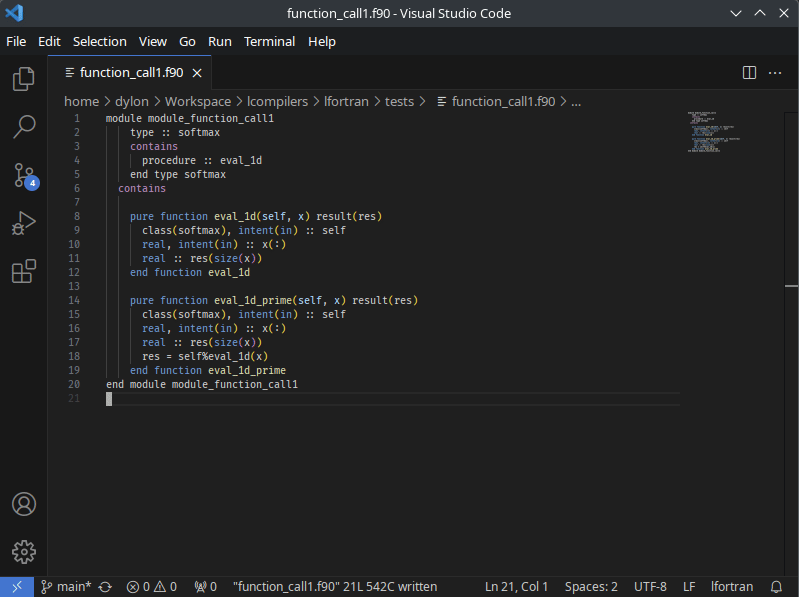 function_call1.f90 - Visual Studio Code
File Edit Selection View Go Run Terminal Help
function_call1.f90
home > dylon > Workspace > lcompilers > lfortran > tests > function_call1.f90 > ...
1 module module_function_call1
2 type :: softmax
3 contains
4 procedure :: eval_1d
5 end type softmax
6 contains
7
8 pure function eval_1d(self, x) result(res)
9 class(softmax), intent(in) :: self
10 real, intent(in) :: x(:)
11 real :: res(size(x))
12 end function eval_1d
13
14 pure function eval_1d_prime(self, x) result(res)
15 class(softmax), intent(in) :: self
16 real, intent(in) :: x(:)
17 real :: res(size(x))
18 res = self%eval_1d(x)
19 end function eval_1d_prime
20 end module module_function_call1
21
4
main* 0 0 0 "function_call1.f90" 21L 542C written Ln 21, Col 1 Spaces: 2 UTF-8 LF lfortran